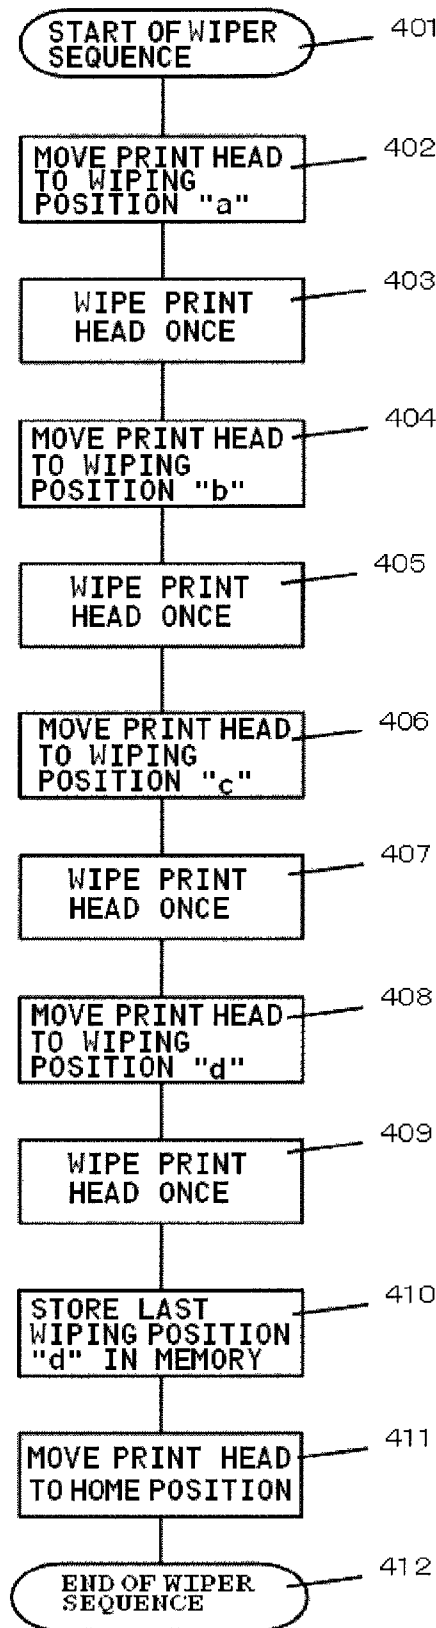 START OF WIPER
SEQUENCE
401
MOVE PRINT HEAD
TO WIPING
POSITION "a"
402
WIPE PRINT
HEAD ONCE
403
MOVE PRINT HEAD
TO WIPING
POSITION "b"
404
WIPE PRINT
HEAD ONCE
405
MOVE PRINT HEAD
TO WIPING
POSITION "c"
406
WIPE PRINT
HEAD ONCE
407
MOVE PRINT HEAD
TO WIPING
POSITION "d"
408
WIPE PRINT
HEAD ONCE
409
STORE LAST
WIPING POSITION
"d" IN MEMORY
410
MOVE PRINT HEAD
TO HOME POSITION
411
END OF WIPER
SEQUENCE
412